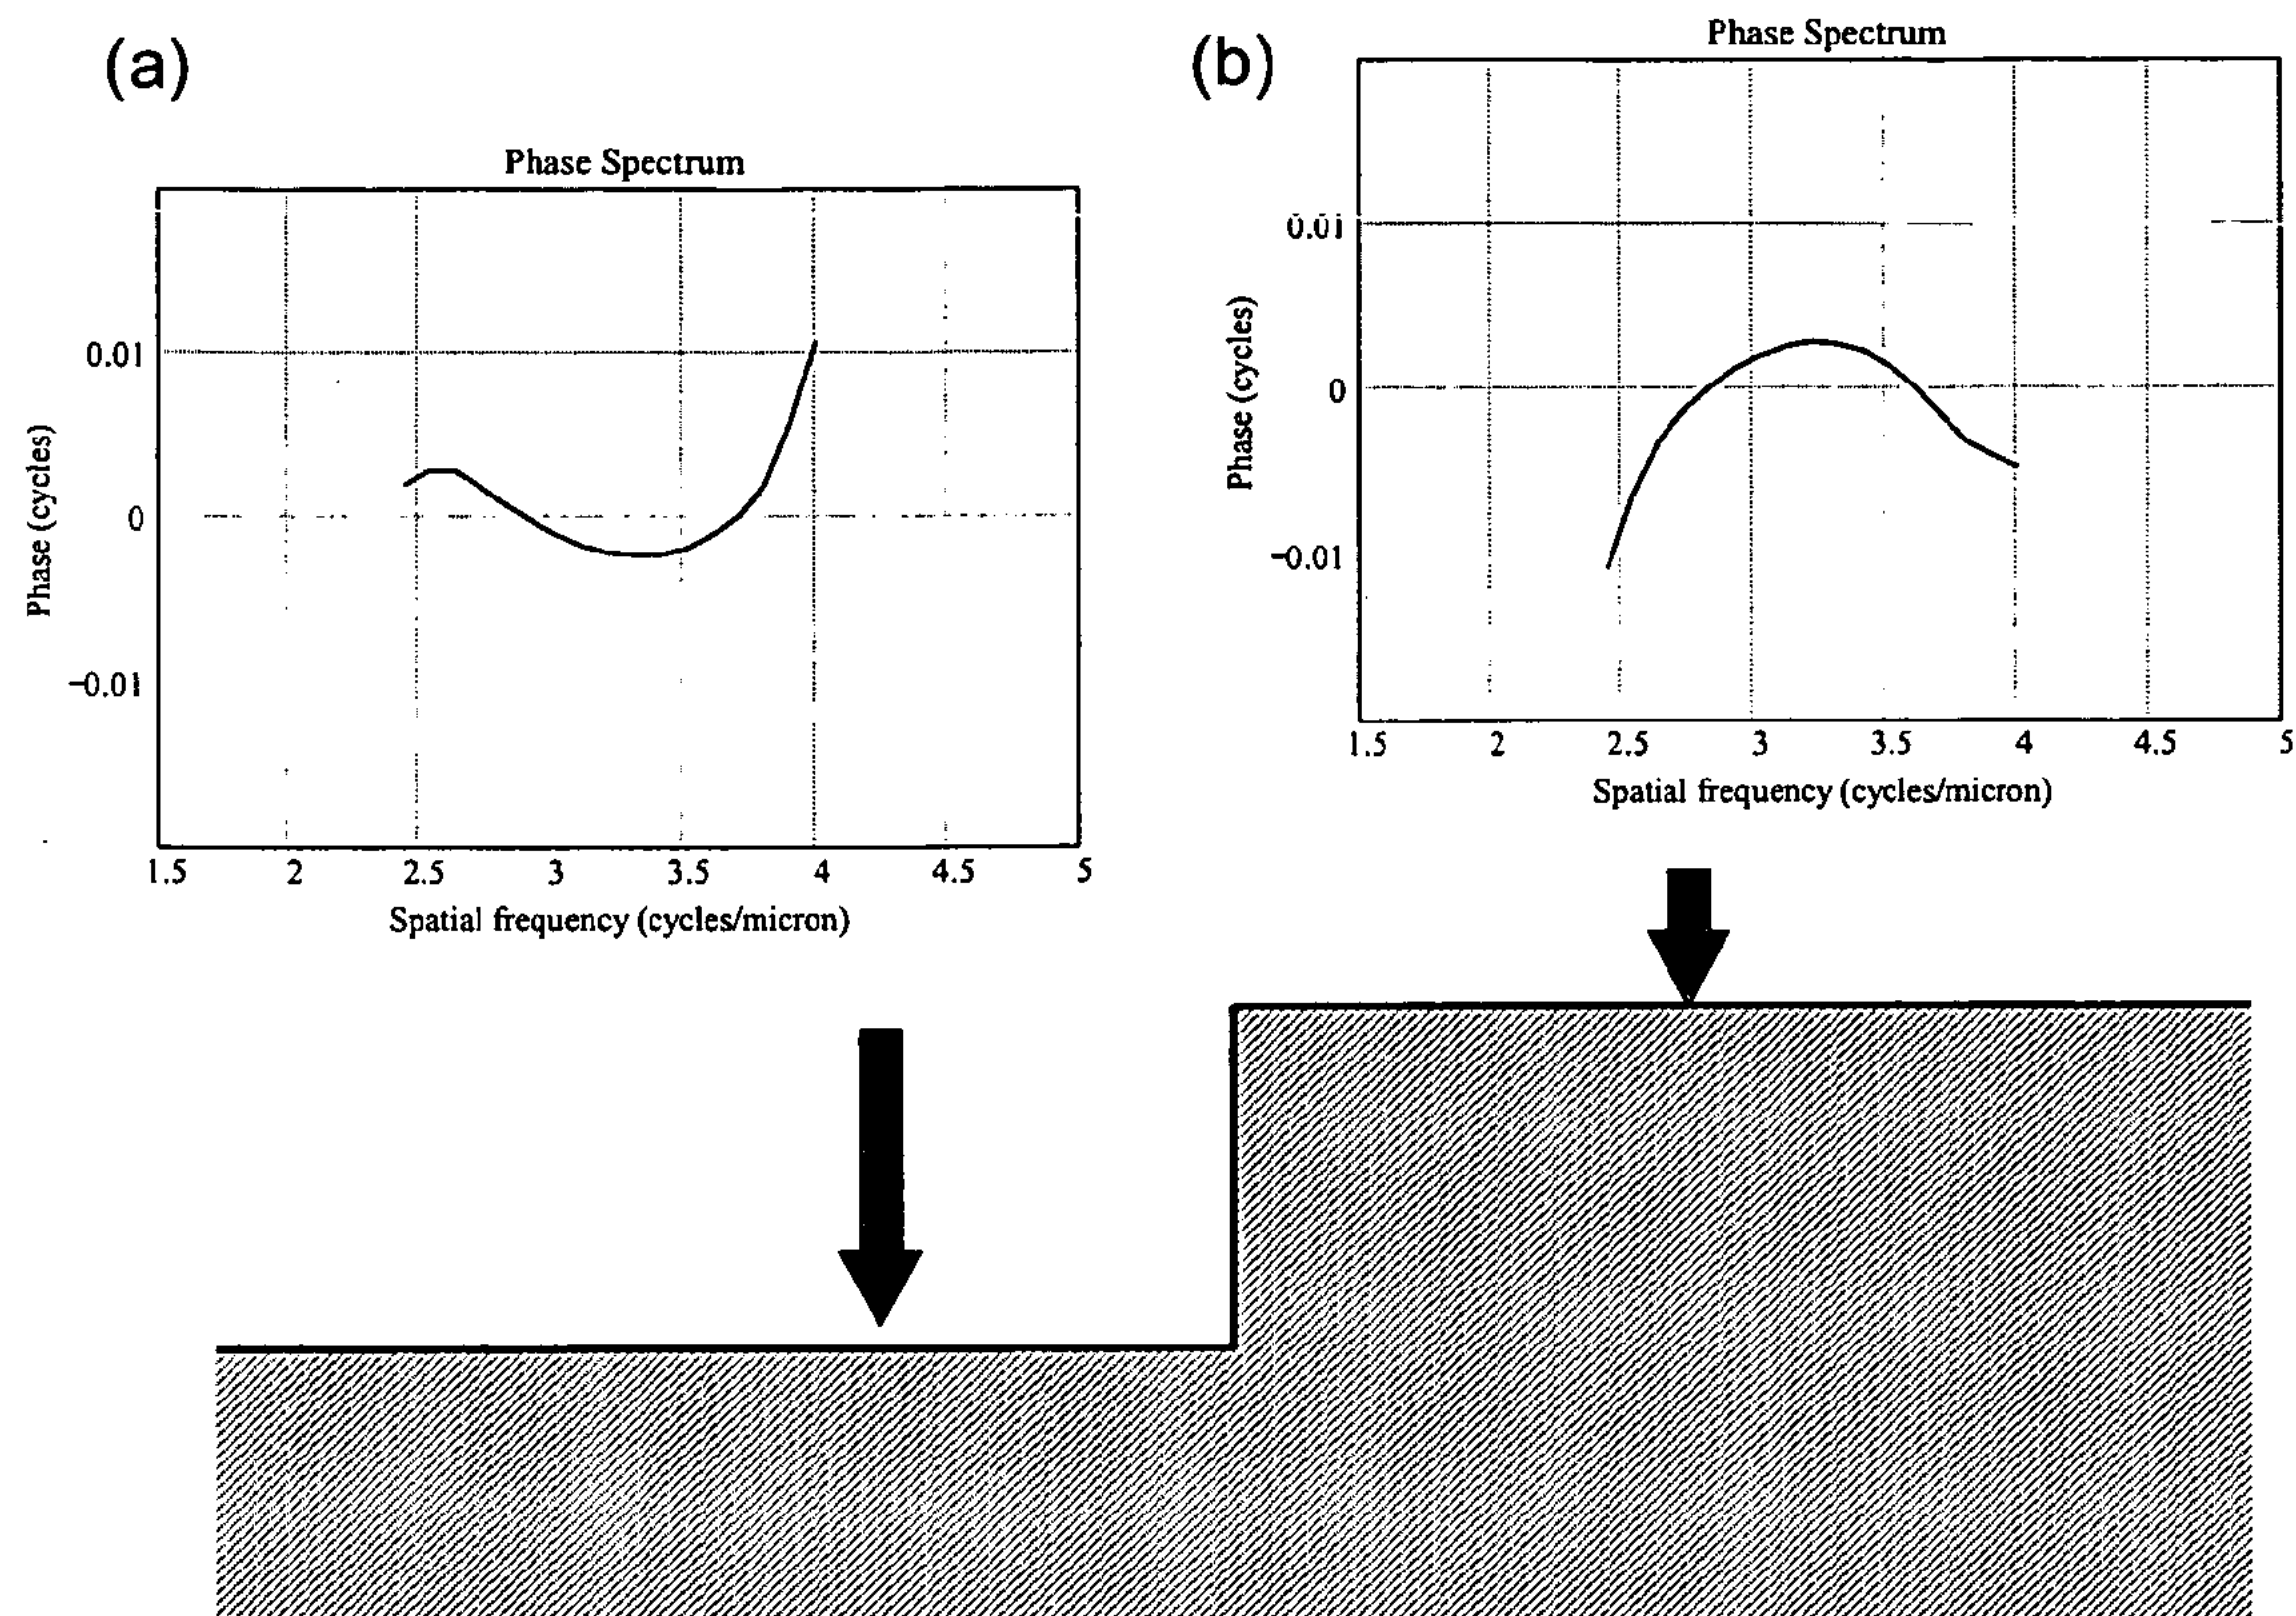 (a)
Phase Spectrum
Phase (cycles)
0.01
0
−0.01
1.5 2 2.5 3 3.5 4 4.5 5
Spatial frequency (cycles/micron)
(b)
Phase Spectrum
Phase (cycles)
0.01
0
−0.01
1.5 2 2.5 3 3.5 4 4.5 5
Spatial frequency (cycles/micron)